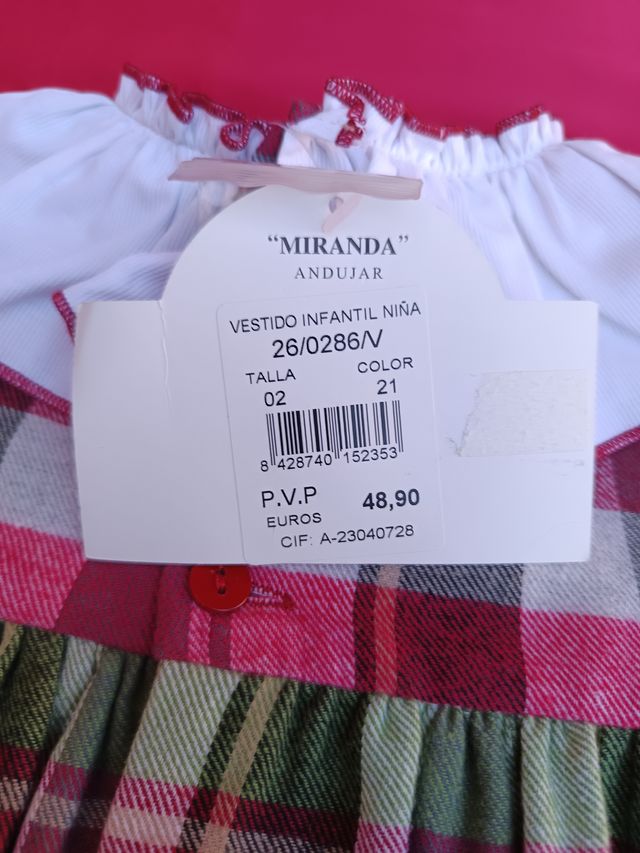 “MIRANDA”
ANDUJAR
VESTIDO INFANTIL NIÑA
26/0286/V
TALLA COLOR
02 21
8 428740 152353
P.V.P 48,90
EUROS
CIF: A-23040728